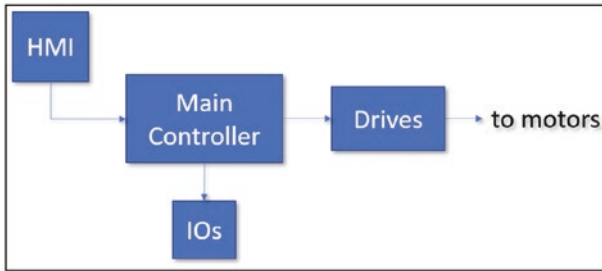 HMI
Main
Controller
Drives
to motors
IOs